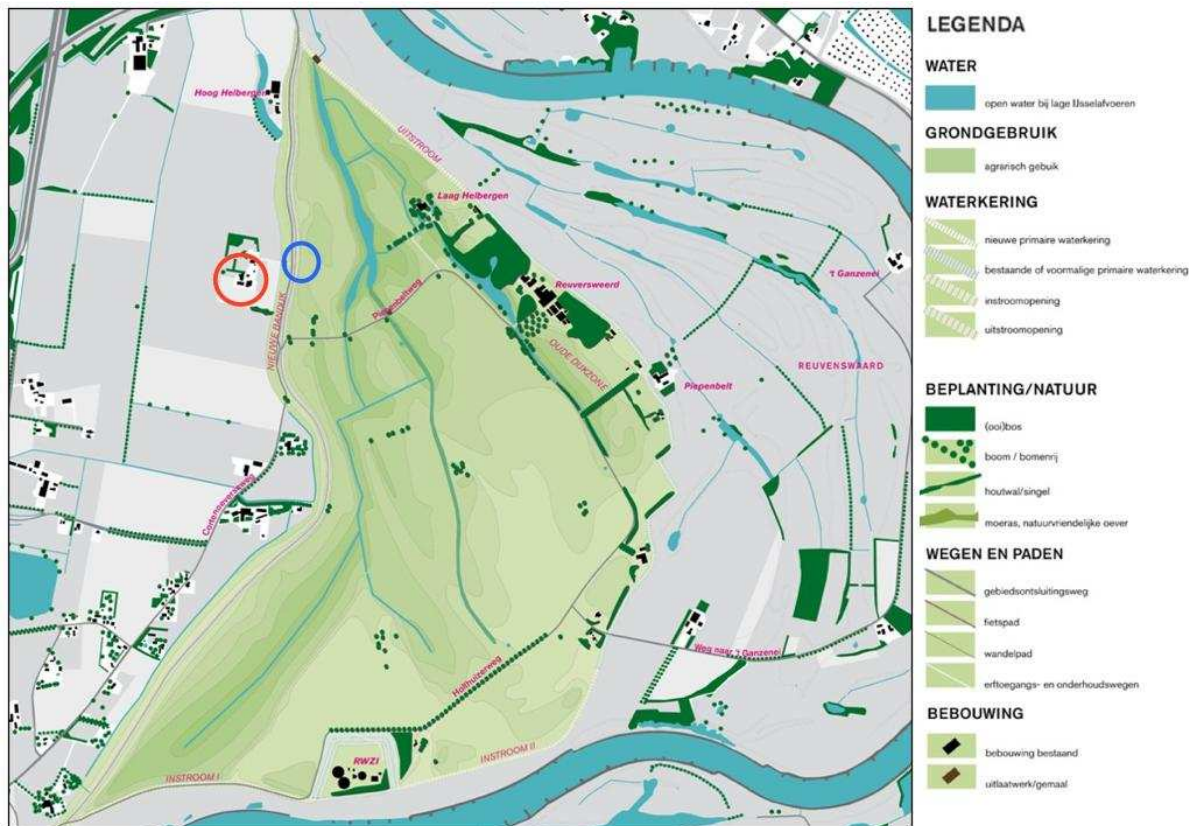 LEGENDA
WATER
open water bij lage IJsselafvoeren
GRONDGEBRUIK
agrarisch gebuik
WATERKERING
nieuwe primaire waterkering
bestaande of voormalige primaire waterkering
instroomopening
uitstroomopening
BEPLANTING/NATUUR
(ooi)bos
boom / bomenrij
houtwal/singel
moeras, natuurvriendelijke oever
WEGEN EN PADEN
gebiedsontsluitingsweg
fietspad
wandelpad
erftoegangs- en onderhoudswegen
BEBOUWING
bebouwing bestaand
uitlaatwerk/gemaal
Hoog Helbergen
UITSTROOM
Laag Helbergen
't Ganzenei
Reuversweerd
Piepenbeltweg
NIEUWE BANDIJK
OUDE DIJKZONE
REUVENSWAARD
Piepenbelt
Cortenoeverseweg
Weg naar 't Ganzenei
Holthuizerweg
INSTROOM II
RWZI
INSTROOM I